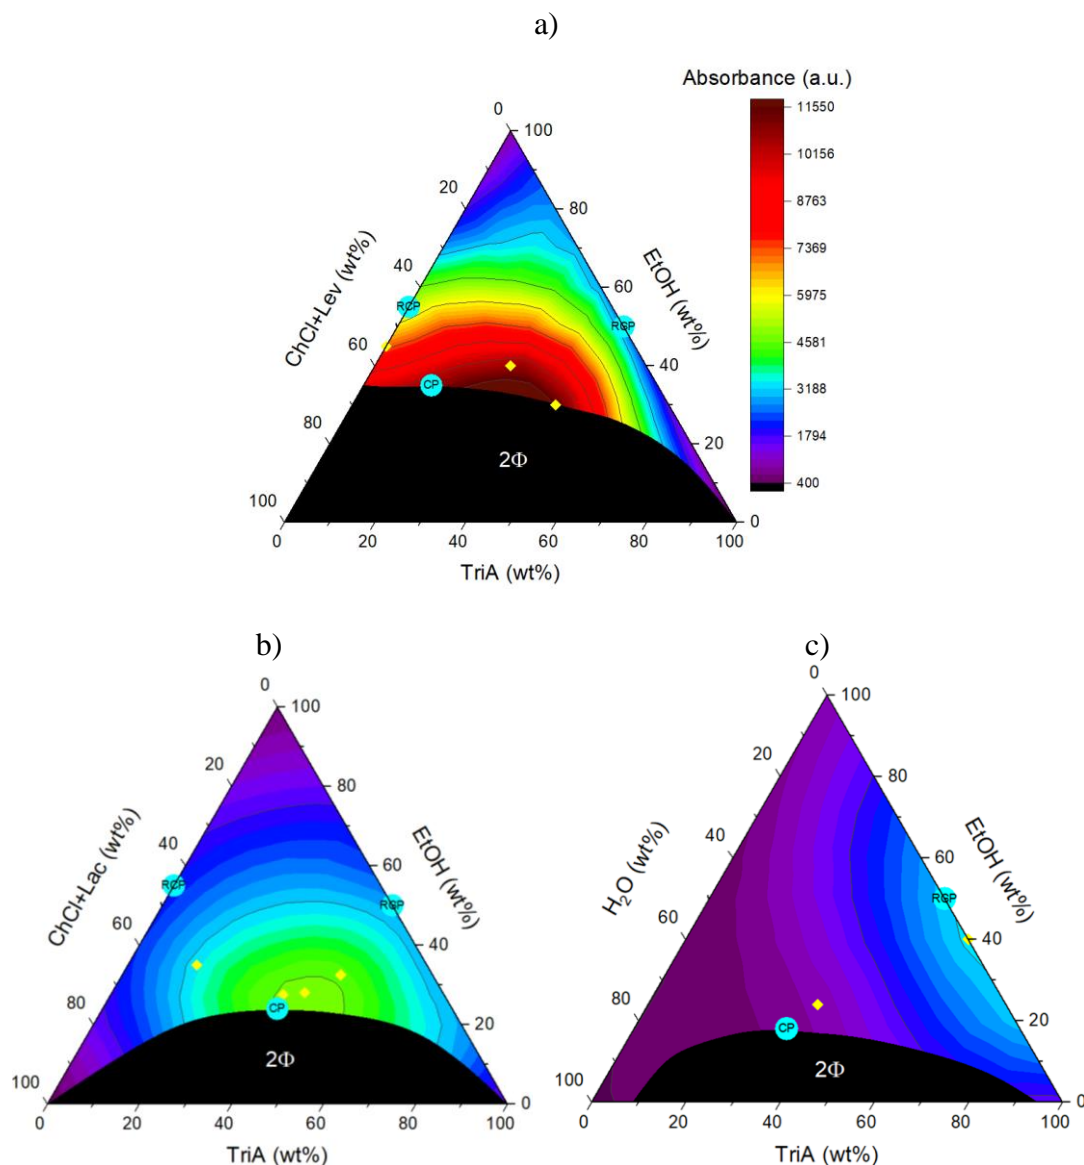 a)
Absorbance (a.u.)
11550
10156
8763
7369
5975
4581
3188
1794
400
0
20
40
60
80
100
ChCl+Lev (wt%)
100
80
60
40
20
0
EtOH (wt%)
RCP
RGP
CP
2Φ
0
20
40
60
80
100
TriA (wt%)
b)
0
20
40
60
80
100
ChCl+Lac (wt%)
100
80
60
40
20
0
EtOH (wt%)
RCP
RGP
CP
2Φ
0
20
40
60
80
100
TriA (wt%)
c)
0
20
40
60
80
100
H₂O (wt%)
100
80
60
40
20
0
EtOH (wt%)
RGP
CP
2Φ
0
20
40
60
80
100
TriA (wt%)